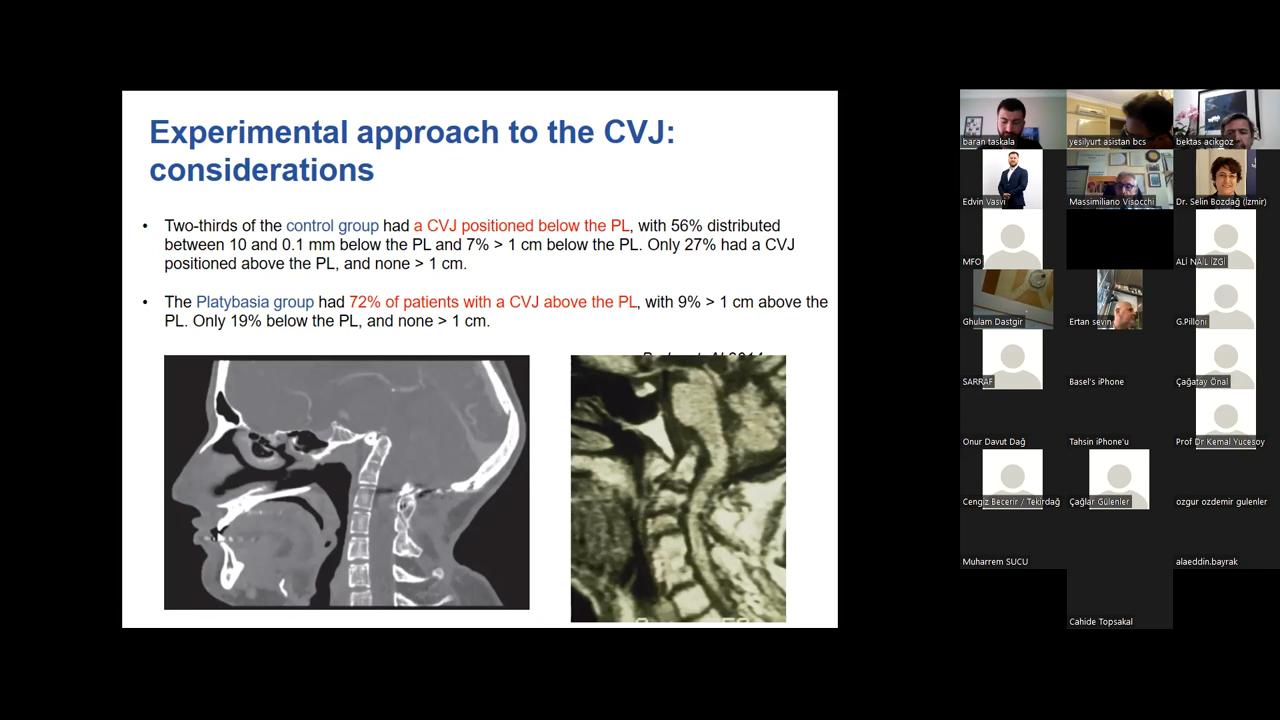 Experimental approach to the CVJ:
considerations
• Two-thirds of the control group had a CVJ positioned below the PL, with 56% distributed
between 10 and 0.1 mm below the PL and 7% > 1 cm below the PL. Only 27% had a CVJ
positioned above the PL, and none > 1 cm.
• The Platybasia group had 72% of patients with a CVJ above the PL, with 9% > 1 cm above the
PL. Only 19% below the PL, and none > 1 cm.
baran taskala
yesilyurt asistan bcs
bektas acikgoz
Edvin Vasvi
Massimiliano Visocchi
Dr. Selin Bozdağ (İzmir)
MFO
ALİ NAİL İZGİ
Ghulam Dastgir
Ertan sevin
G.Pilloni
SARRAF
Basel's iPhone
Çağatay Önal
Onur Davut Dağ
Tahsin iPhone'u
Prof Dr Kemal Yucesoy
Cengiz Becerir / Tekirdağ
Çağlar Gülenler
ozgur ozdemir gulenler
Muharrem SUCU
alaeddin.bayrak
Cahide Topsakal